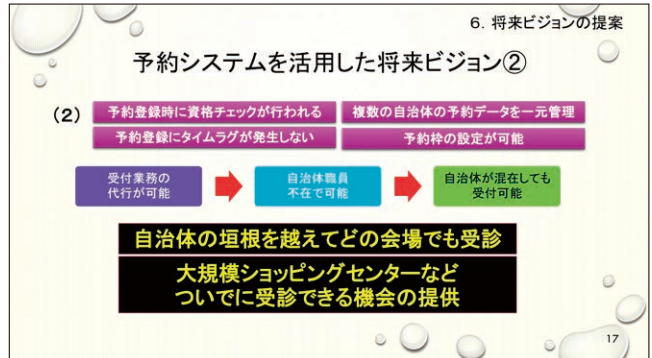 6．将来ビジョンの提案
予約システムを活用した将来ビジョン②
（2）
予約登録時に資格チェックが行われる
複数の自治体の予約データを一元管理
予約登録にタイムラグが発生しない
予約枠の設定が可能
受付業務の
代行が可能
自治体職員
不在で可能
自治体が混在しても
受付可能
自治体の垣根を越えてどの会場でも受診
大規模ショッピングセンターなど
ついでに受診できる機会の提供
17